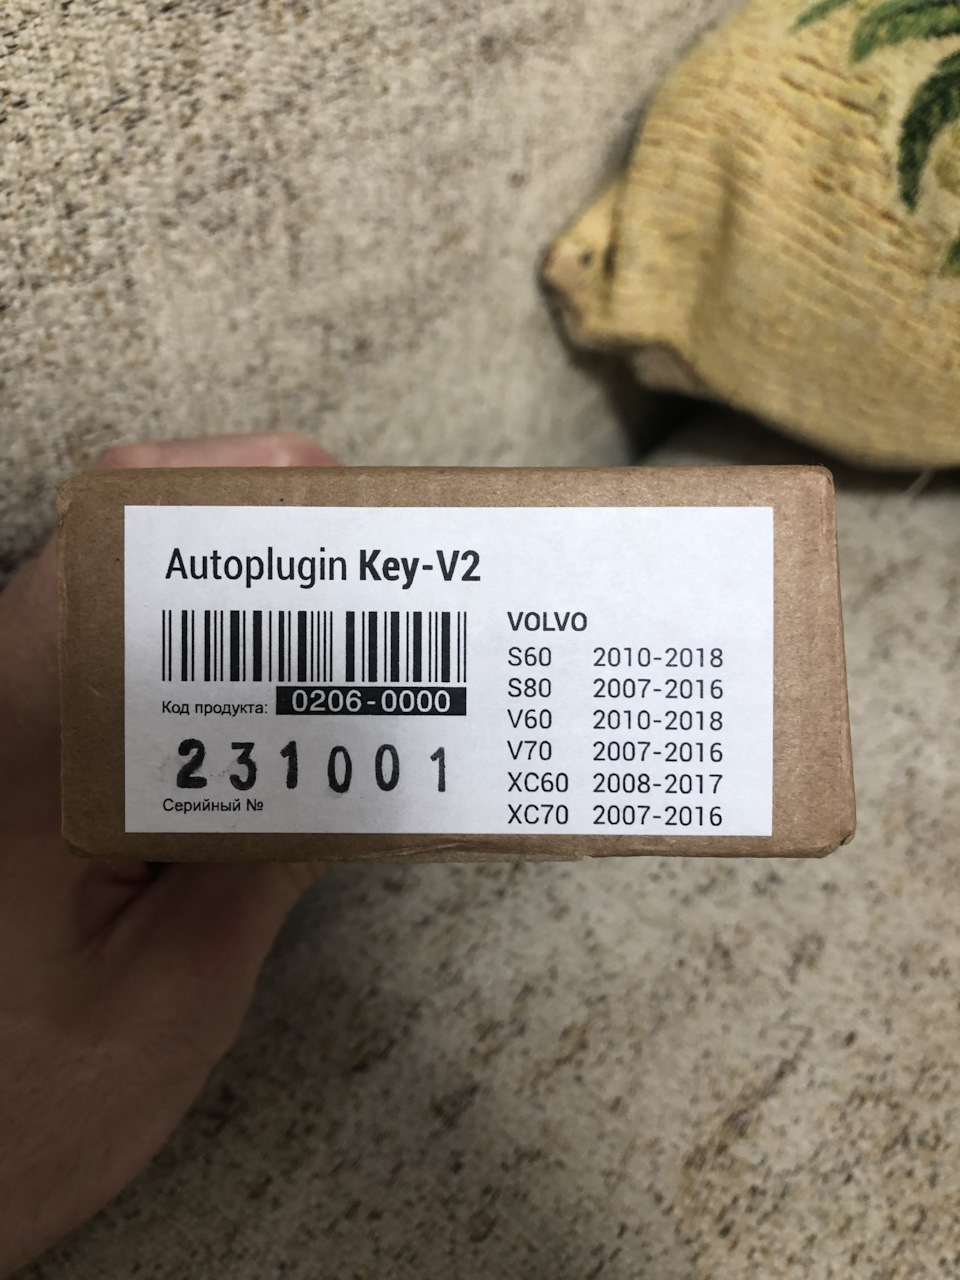 Autoplugin Key-V2
Код продукта: 0206-0000
231001
Серийный №
VOLVO
S60 2010-2018
S80 2007-2016
V60 2010-2018
V70 2007-2016
XC60 2008-2017
XC70 2007-2016